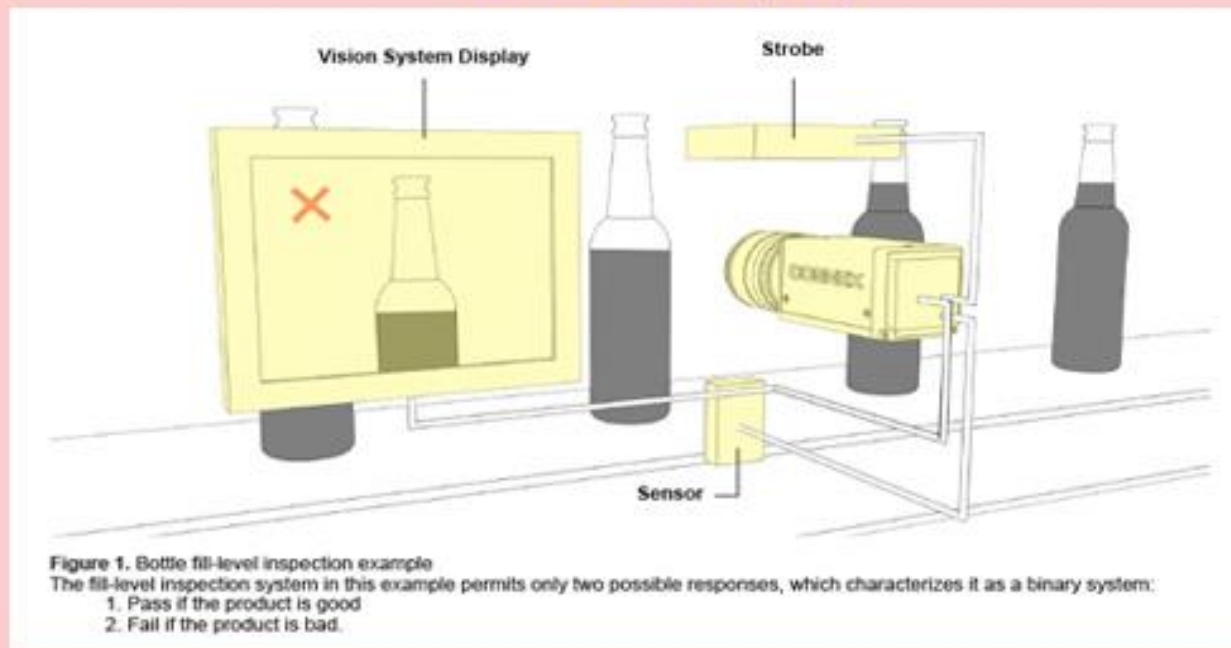 Vision System Display
Strobe
COGNEX
Sensor
Figure 1. Bottle fill-level inspection example
The fill-level inspection system in this example permits only two possible responses, which characterizes it as a binary system:
1. Pass if the product is good
2. Fail if the product is bad.